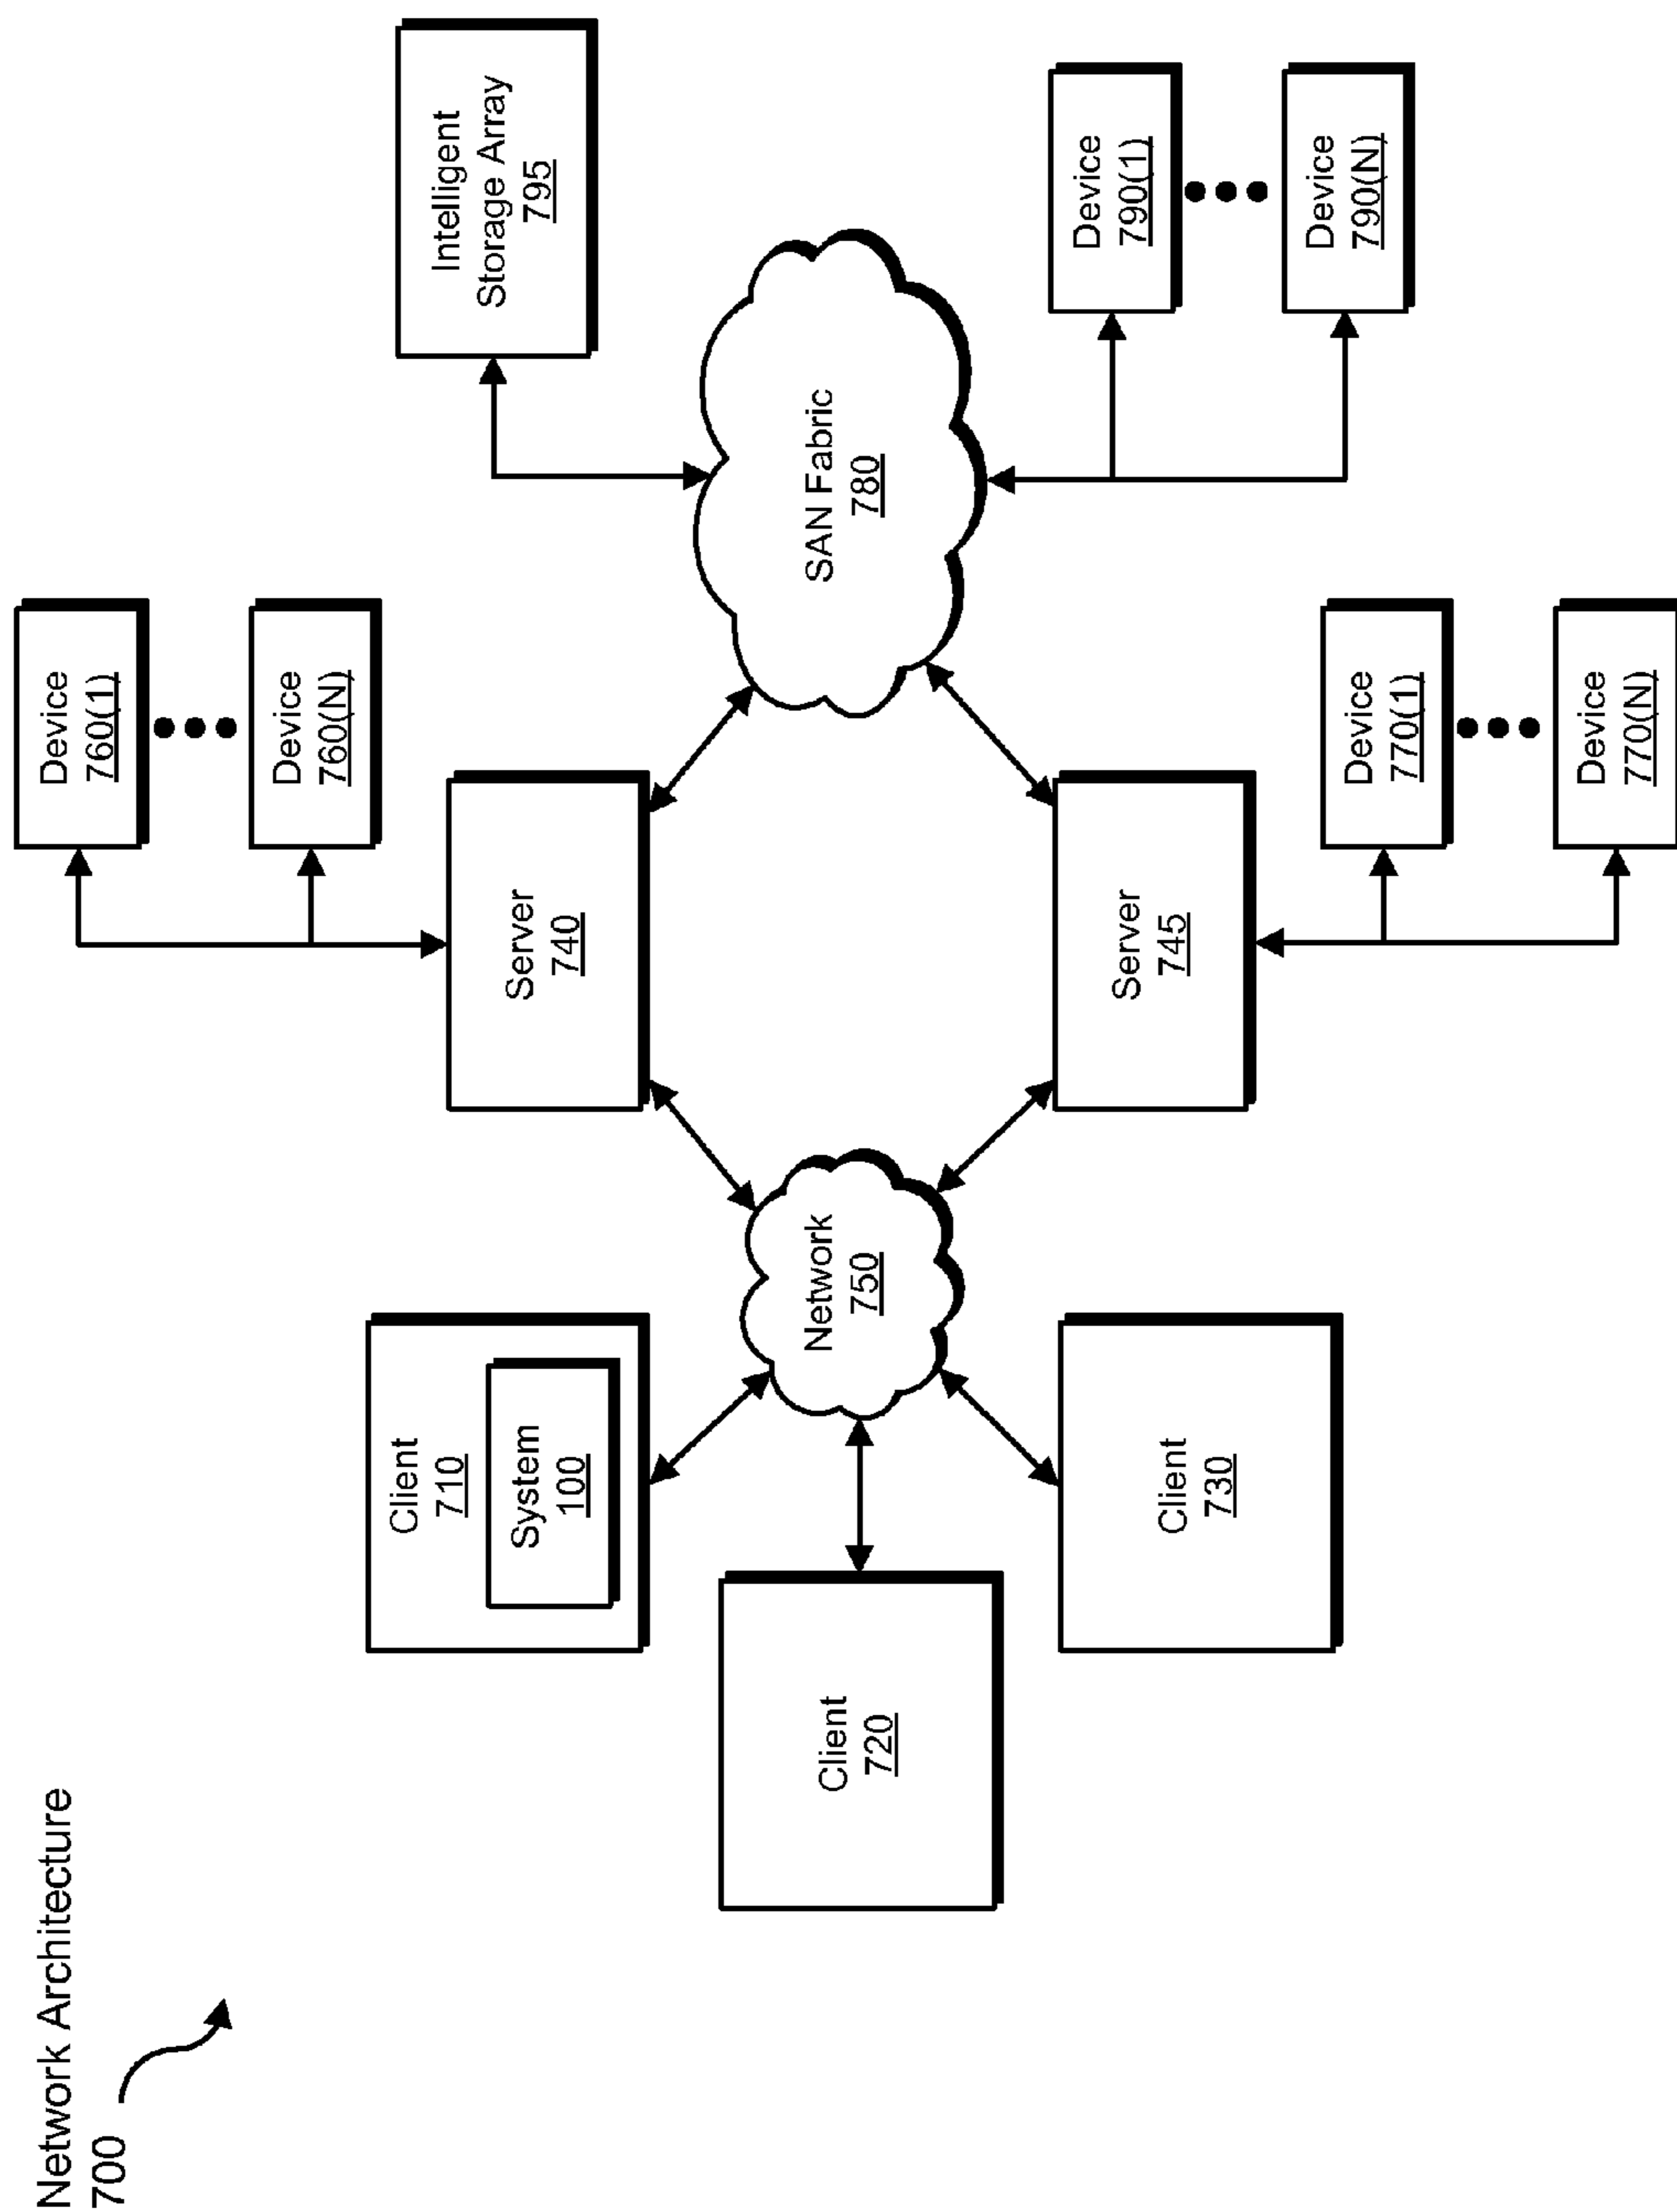 Network Architecture
700
Client
710
System
100
Client
720
Client
730
Network
750
Server
740
Server
745
Device
760(1)
Device
760(N)
Device
770(1)
Device
770(N)
SAN Fabric
780
Intelligent
Storage Array
795
Device
790(1)
Device
790(N)